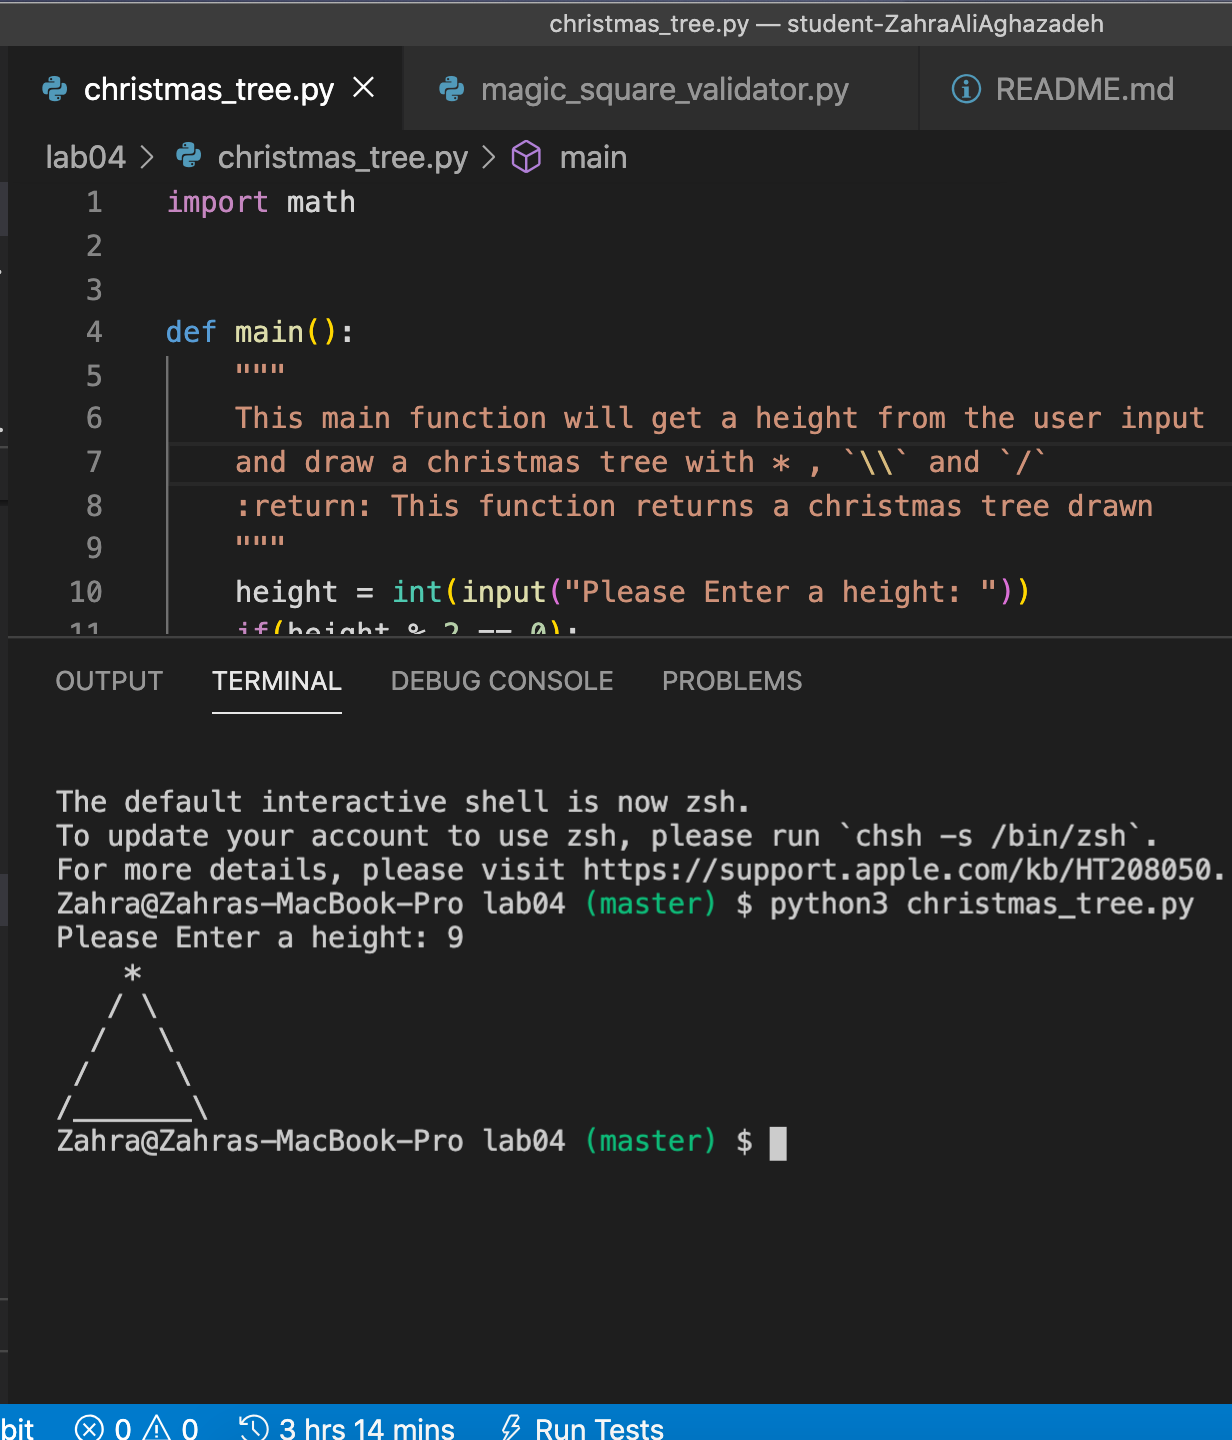 christmas_tree.py — student-ZahraAliAghazadeh
christmas_tree.py magic_square_validator.py README.md
lab04 > christmas_tree.py > main
1 import math
2
3
4 def main():
5 """
6 This main function will get a height from the user input
7 and draw a christmas tree with * , `\\` and `/`
8 :return: This function returns a christmas tree drawn
9 """
10 height = int(input("Please Enter a height: "))
11 if(height % 2 == 0):
OUTPUT TERMINAL DEBUG CONSOLE PROBLEMS
The default interactive shell is now zsh.
To update your account to use zsh, please run `chsh -s /bin/zsh`.
For more details, please visit https://support.apple.com/kb/HT208050.
Zahra@Zahras-MacBook-Pro lab04 (master) $ python3 christmas_tree.py
Please Enter a height: 9
    *
   / \
  /   \
 /     \
/_______\
Zahra@Zahras-MacBook-Pro lab04 (master) $
bit 0 0 3 hrs 14 mins Run Tests